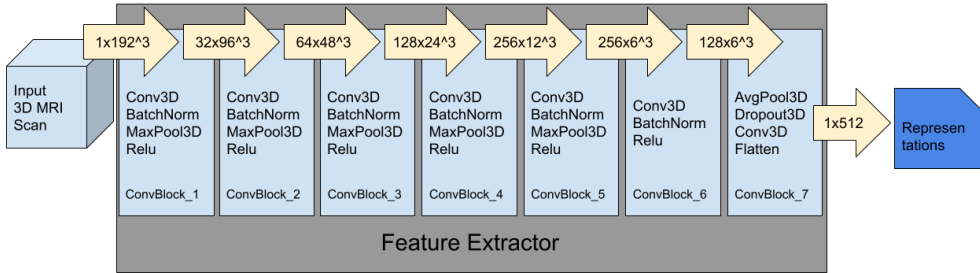 1x192^3
32x96^3
64x48^3
128x24^3
256x12^3
256x6^3
128x6^3
Input
3D MRI
Scan
Conv3D
BatchNorm
MaxPool3D
Relu
ConvBlock_1
Conv3D
BatchNorm
MaxPool3D
Relu
ConvBlock_2
Conv3D
BatchNorm
MaxPool3D
Relu
ConvBlock_3
Conv3D
BatchNorm
MaxPool3D
Relu
ConvBlock_4
Conv3D
BatchNorm
MaxPool3D
Relu
ConvBlock_5
Conv3D
BatchNorm
Relu
ConvBlock_6
AvgPool3D
Dropout3D
Conv3D
Flatten
ConvBlock_7
1x512
Represen
tations
Feature Extractor